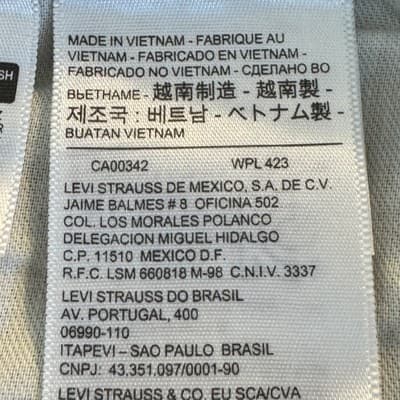 SH
MADE IN VIETNAM - FABRIQUE AU
VIETNAM - FABRICADO EN VIETNAM -
FABRICADO NO VIETNAM - СДЕЛАНО ВО
ВЬЕТНАМЕ - 越南制造 - 越南製 -
제조국 : 베트남 - ベトナム製 -
BUATAN VIETNAM
CA00342 WPL 423
LEVI STRAUSS DE MEXICO, S.A. DE C.V.
JAIME BALMES # 8 OFICINA 502
COL. LOS MORALES POLANCO
DELEGACION MIGUEL HIDALGO
C.P. 11510 MEXICO D.F.
R.F.C. LSM 660818 M-98 C.N.I.V. 3337
LEVI STRAUSS DO BRASIL
AV. PORTUGAL, 400
06990-110
ITAPEVI – SAO PAULO BRASIL
CNPJ: 43.351.097/0001-90
LEVI STRAUSS & CO. EU SCA/CVA